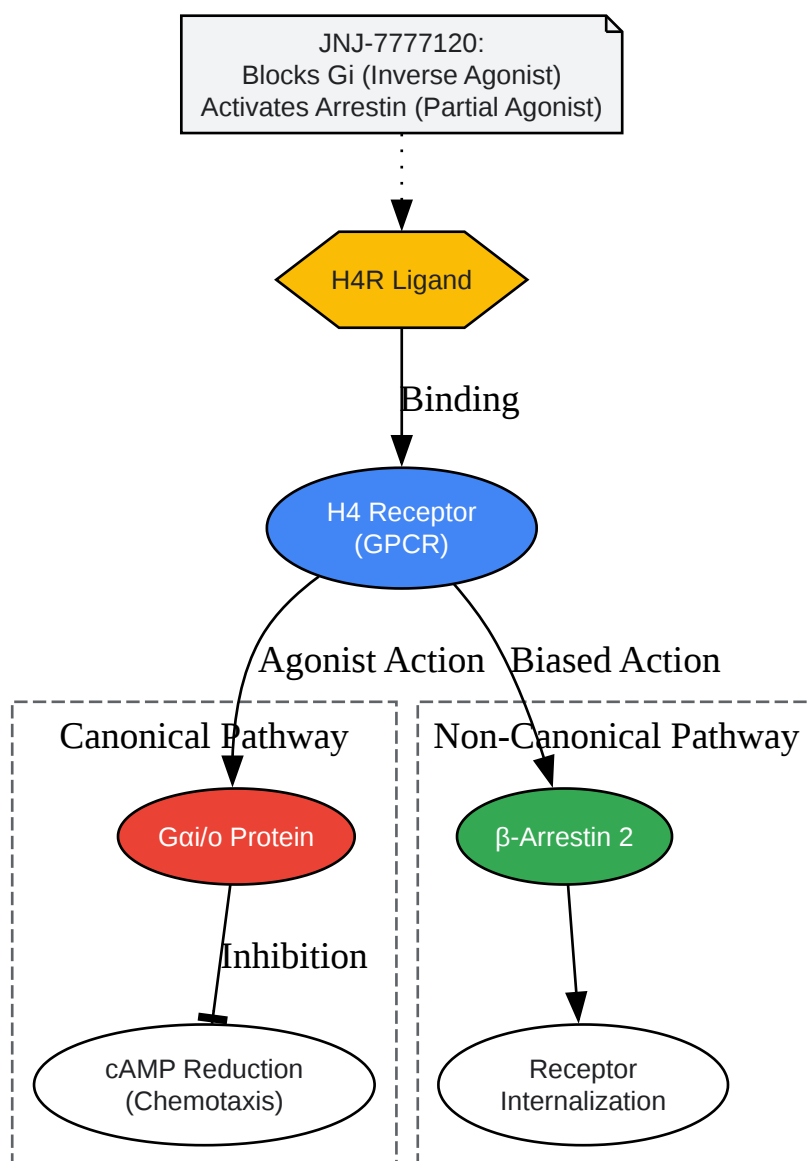 JNJ-7777120:
Blocks Gi (Inverse Agonist)
Activates Arrestin (Partial Agonist)
H4R Ligand
Binding
H4 Receptor
(GPCR)
Agonist Action
Biased Action
Canonical Pathway
Non-Canonical Pathway
Gαi/o Protein
β-Arrestin 2
Inhibition
cAMP Reduction
(Chemotaxis)
Receptor
Internalization